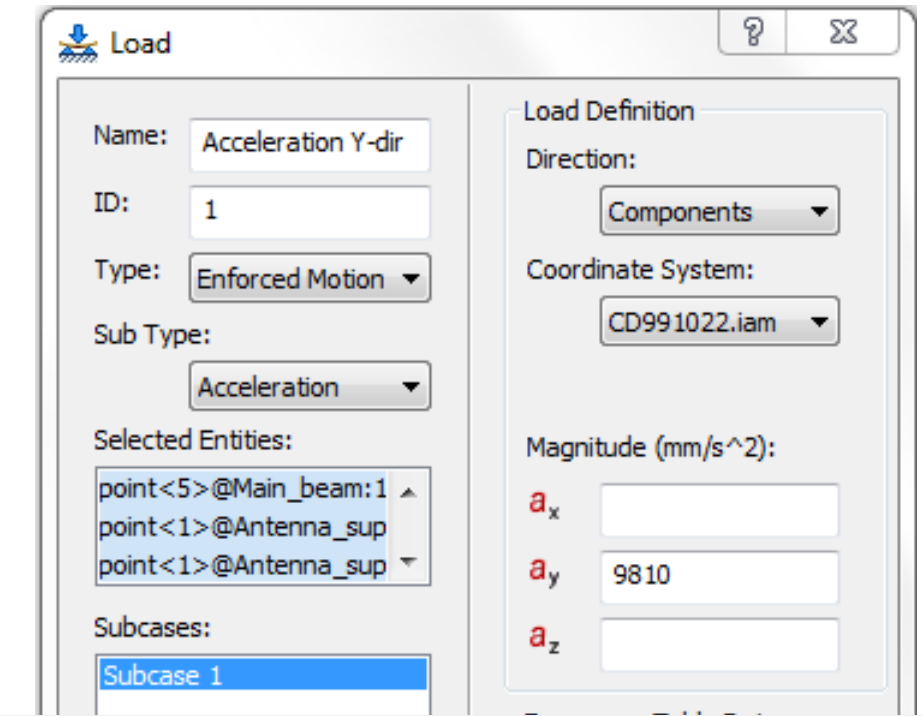 Load
Name: Acceleration Y-dir
ID: 1
Type: Enforced Motion
Sub Type:
Acceleration
Selected Entities:
point<5>@Main_beam:1
point<1>@Antenna_sup
point<1>@Antenna_sup
Subcases:
Subcase 1
Load Definition
Direction:
Components
Coordinate System:
CD991022.iam
Magnitude (mm/s^2):
ax
ay 9810
az